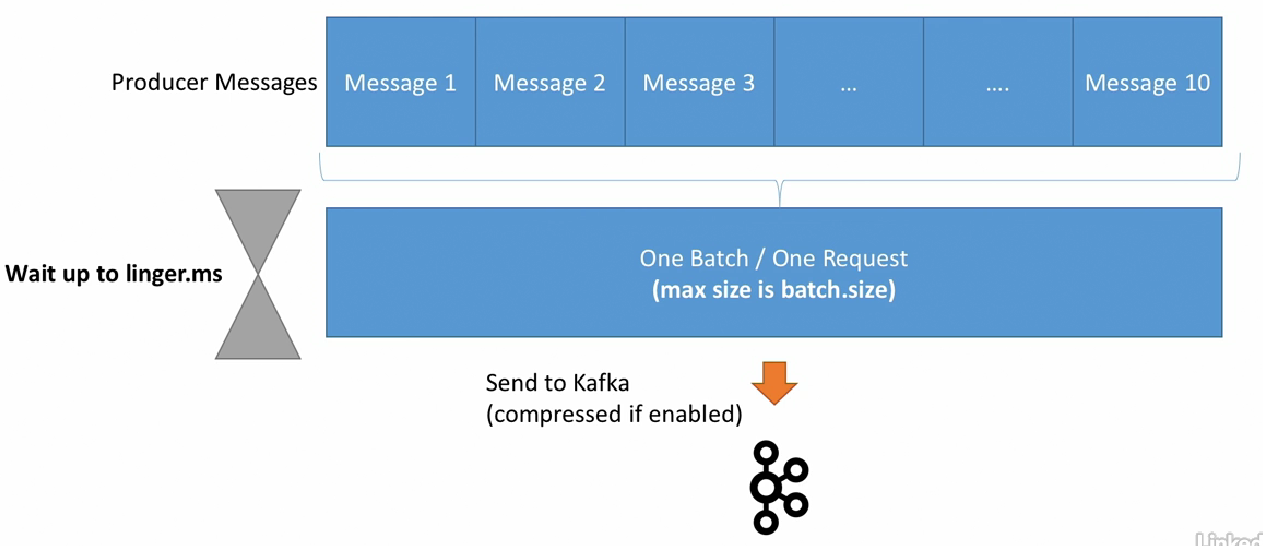 Producer Messages
Message 1
Message 2
Message 3
...
....
Message 10
Wait up to linger.ms
One Batch / One Request
(max size is batch.size)
Send to Kafka
(compressed if enabled)
Linked